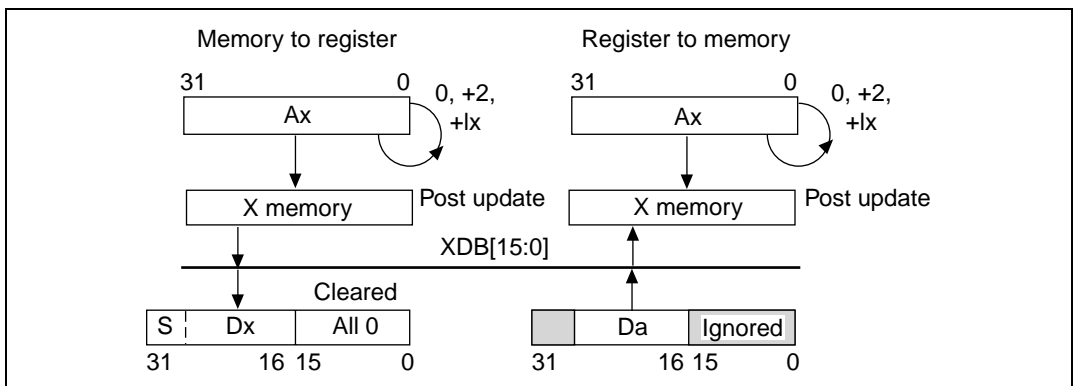 Memory to register
Register to memory
31 0
0, +2,
+Ix
Ax
31 0
0, +2,
+Ix
Ax
X memory
Post update
X memory
Post update
XDB[15:0]
Cleared
S Dx All 0
Da Ignored
31 16 15 0
31 16 15 0